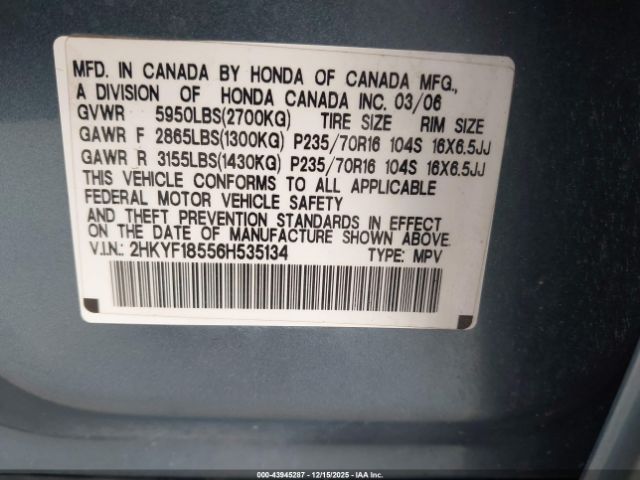 MFD. IN CANADA BY HONDA OF CANADA MFG.,
A DIVISION OF HONDA CANADA INC. 03/06
GVWR 5950LBS(2700KG) TIRE SIZE RIM SIZE
GAWR F 2865LBS(1300KG) P235/70R16 104S 16X6.5JJ
GAWR R 3155LBS(1430KG) P235/70R16 104S 16X6.5JJ
THIS VEHICLE CONFORMS TO ALL APPLICABLE
FEDERAL MOTOR VEHICLE SAFETY
AND THEFT PREVENTION STANDARDS IN EFFECT
ON THE DATE OF MANUFACTURE SHOWN ABOVE.
V.I.N.: 2HKYF18556H535134 TYPE: MPV
000-43945287 - 12/15/2025 - IAAI.COM